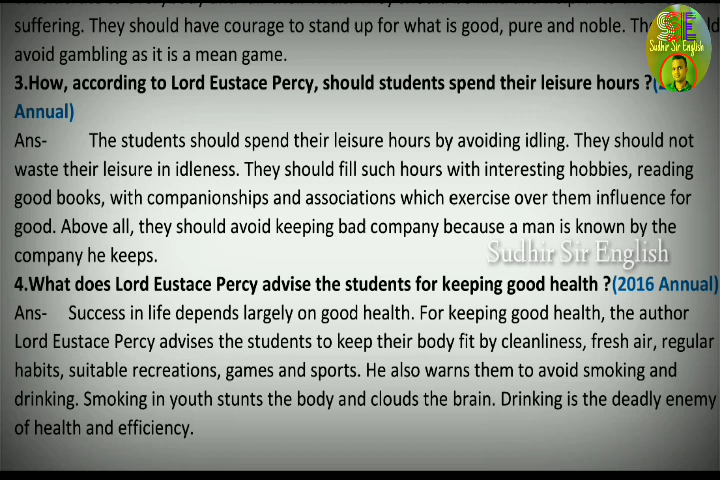 suffering. They should have courage to stand up for what is good, pure and noble.
avoid gambling as it is a mean game.
3.How, according to Lord Eustace Percy, should students spend their leisure hours ?(
Annual)
Ans- The students should spend their leisure hours by avoiding idling. They should not
waste their leisure in idleness. They should fill such hours with interesting hobbies, reading
good books, with companionships and associations which exercise over them influence for
good. Above all, they should avoid keeping bad company because a man is known by the
company he keeps.
Sudhir Sir English
4.What does Lord Eustace Percy advise the students for keeping good health ?(2016 Annual)
Ans- Success in life depends largely on good health. For keeping good health, the author
Lord Eustace Percy advises the students to keep their body fit by cleanliness, fresh air, regular
habits, suitable recreations, games and sports. He also warns them to avoid smoking and
drinking. Smoking in youth stunts the body and clouds the brain. Drinking is the deadly enemy
of health and efficiency.
SSE
Sudhir Sir English